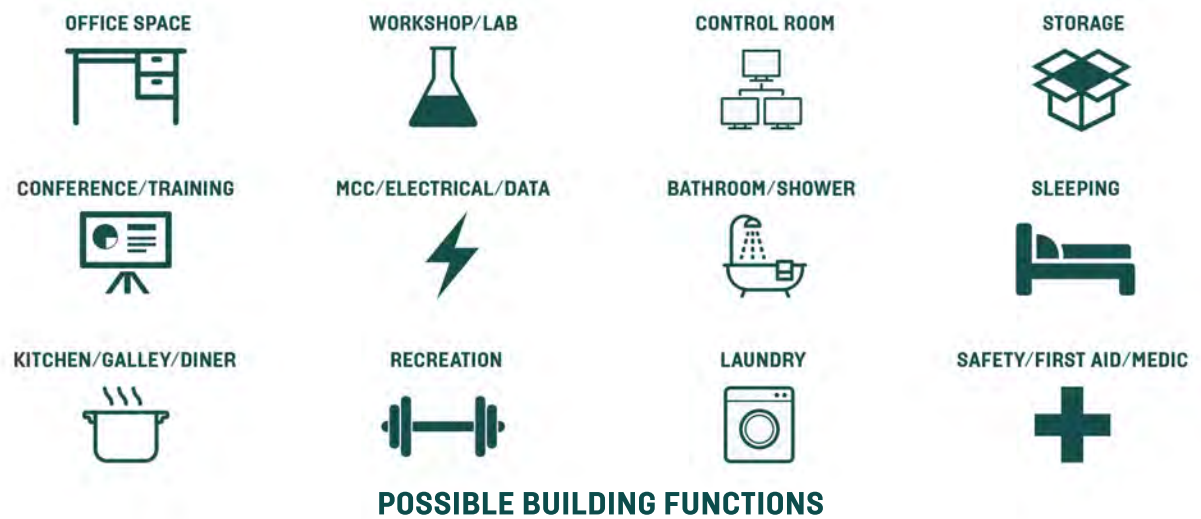 OFFICE SPACE
WORKSHOP/LAB
CONTROL ROOM
STORAGE
CONFERENCE/TRAINING
MCC/ELECTRICAL/DATA
BATHROOM/SHOWER
SLEEPING
KITCHEN/GALLEY/DINER
RECREATION
LAUNDRY
SAFETY/FIRST AID/MEDIC
POSSIBLE BUILDING FUNCTIONS